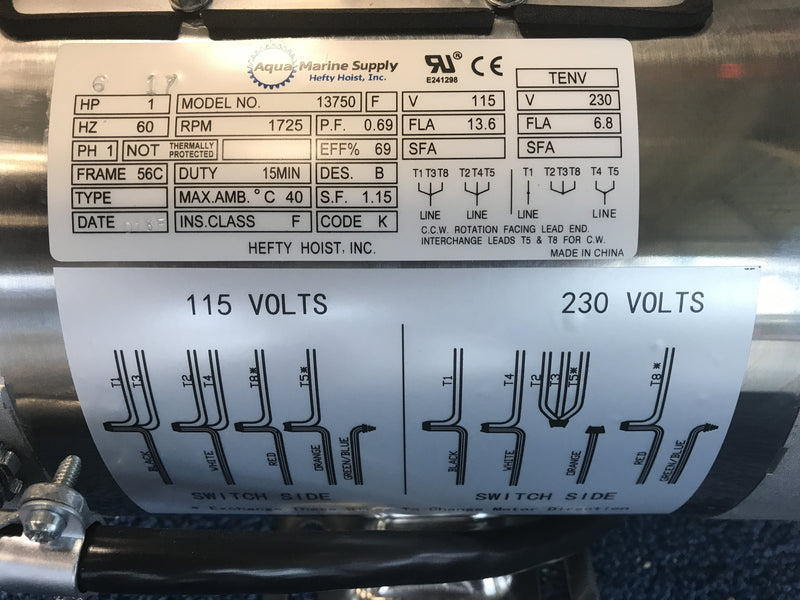 Aqua Marine Supply
Hefty Hoist, Inc.
E241298
CE
TENV
6 17
HP 1 MODEL NO. 13750 F V 115 V 230
HZ 60 RPM 1725 P.F. 0.69 FLA 13.6 FLA 6.8
PH 1 NOT THERMALLY PROTECTED EFF% 69 SFA SFA
FRAME 56C DUTY 15MIN DES. B T1 T3 T8 T2 T4 T5 T1 T2 T3 T8 T4 T5
TYPE MAX.AMB.°C 40 S.F. 1.15
LINE LINE LINE LINE
DATE INS.CLASS F CODE K
C.C.W. ROTATION FACING LEAD END.
INTERCHANGE LEADS T5 & T8 FOR C.W.
HEFTY HOIST, INC.
MADE IN CHINA
115 VOLTS 230 VOLTS
T1 T3 T2 T4 T8* T5* T1 T4 T2 T3 T5* T8*
BLACK WHITE RED ORANGE GREEN/BLUE BLACK WHITE ORANGE RED GREEN/BLUE
SWITCH SIDE SWITCH SIDE
* Exchange These To Change Motor Direction